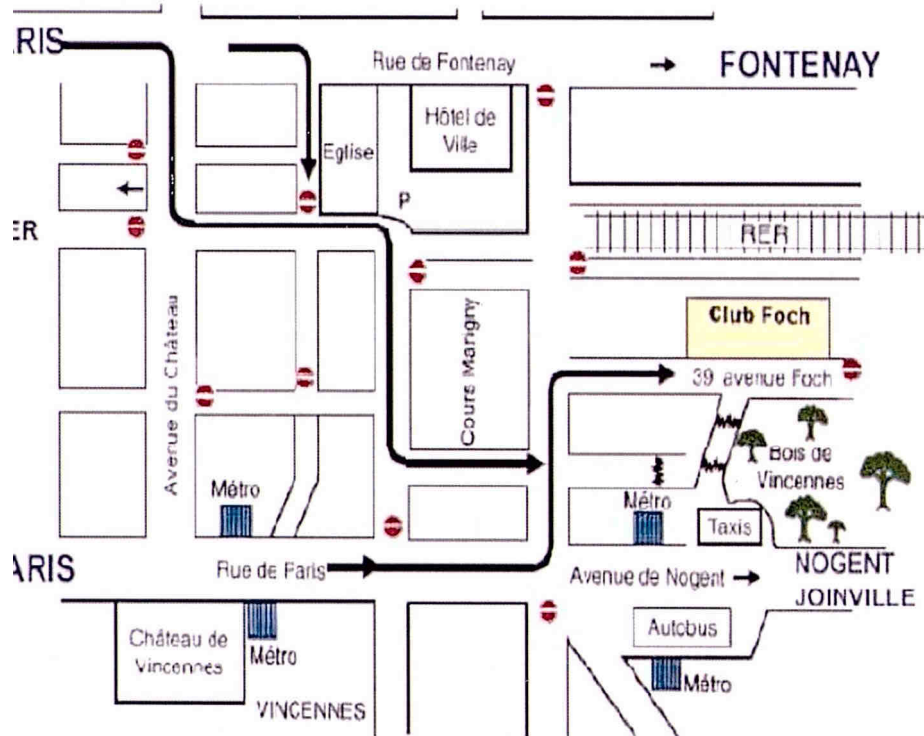 RIS
Rue de Fontenay
FONTENAY
Hôtel de
Ville
Eglise
P
ER
RER
Club Foch
39 avenue Foch
Avenue du Château
Cours Marigny
Bois de
Vincennes
Métro
Métro
Taxis
ARIS
Rue de Paris
Avenue de Nogent
NOGENT
JOINVILLE
Château de
Vincennes
Métro
Autobus
Métro
VINCENNES